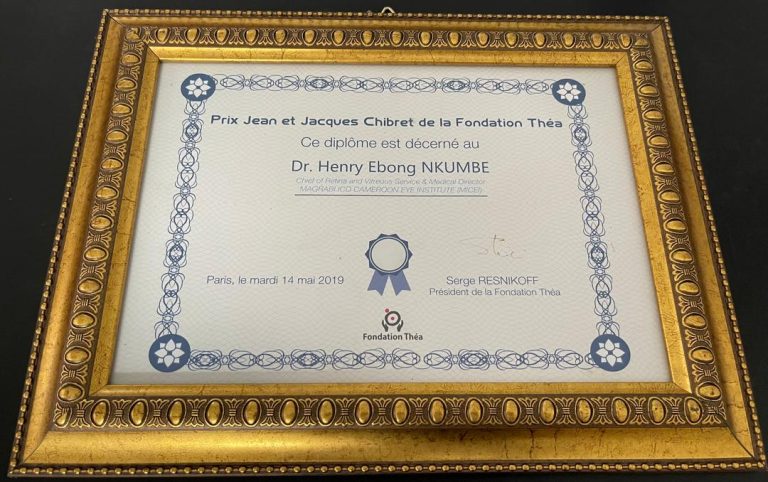 Prix Jean et Jacques Chibret de la Fondation Théa
Ce diplôme est décerné au
Dr. Henry Ebong NKUMBE
Chief of Retina and Vitreous Service & Medical Director
MAGRABI ICO CAMEROON EYE INSTITUTE (MICEI)
Paris, le mardi 14 mai 2019
Serge RESNIKOFF
Président de la Fondation Théa
Fondation Théa